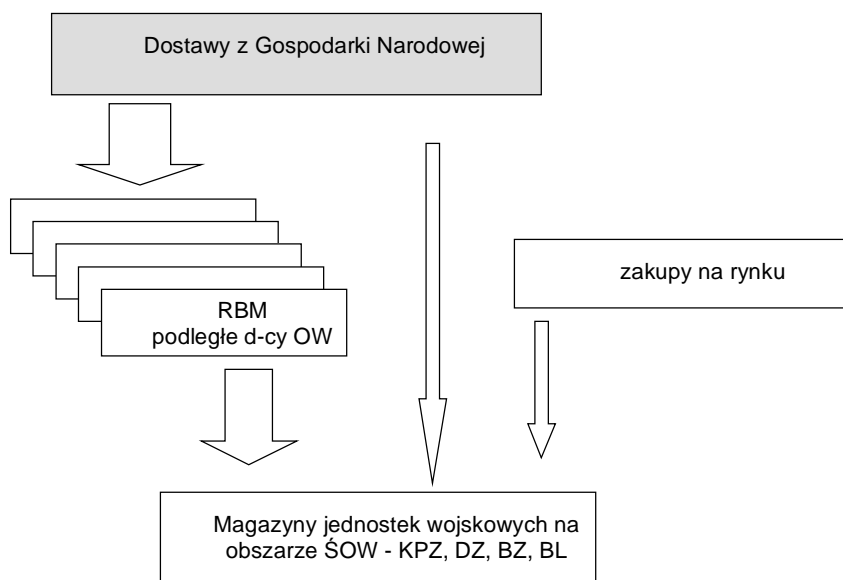 Dostawy z Gospodarki Narodowej
zakupy na rynku
RBM
podległe d-cy OW
Magazyny jednostek wojskowych na
obszarze ŚOW - KPZ, DZ, BZ, BL